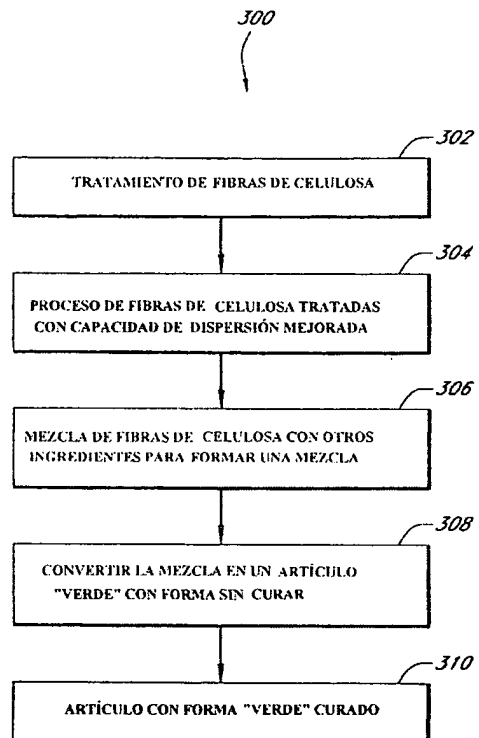 300
302
TRATAMIENTO DE FIBRAS DE CELULOSA
304
PROCESO DE FIBRAS DE CELULOSA TRATADAS
CON CAPACIDAD DE DISPERSIÓN MEJORADA
306
MEZCLA DE FIBRAS DE CELULOSA CON OTROS
INGREDIENTES PARA FORMAR UNA MEZCLA
308
CONVERTIR LA MEZCLA EN UN ARTÍCULO
"VERDE" CON FORMA SIN CURAR
310
ARTÍCULO CON FORMA "VERDE" CURADO